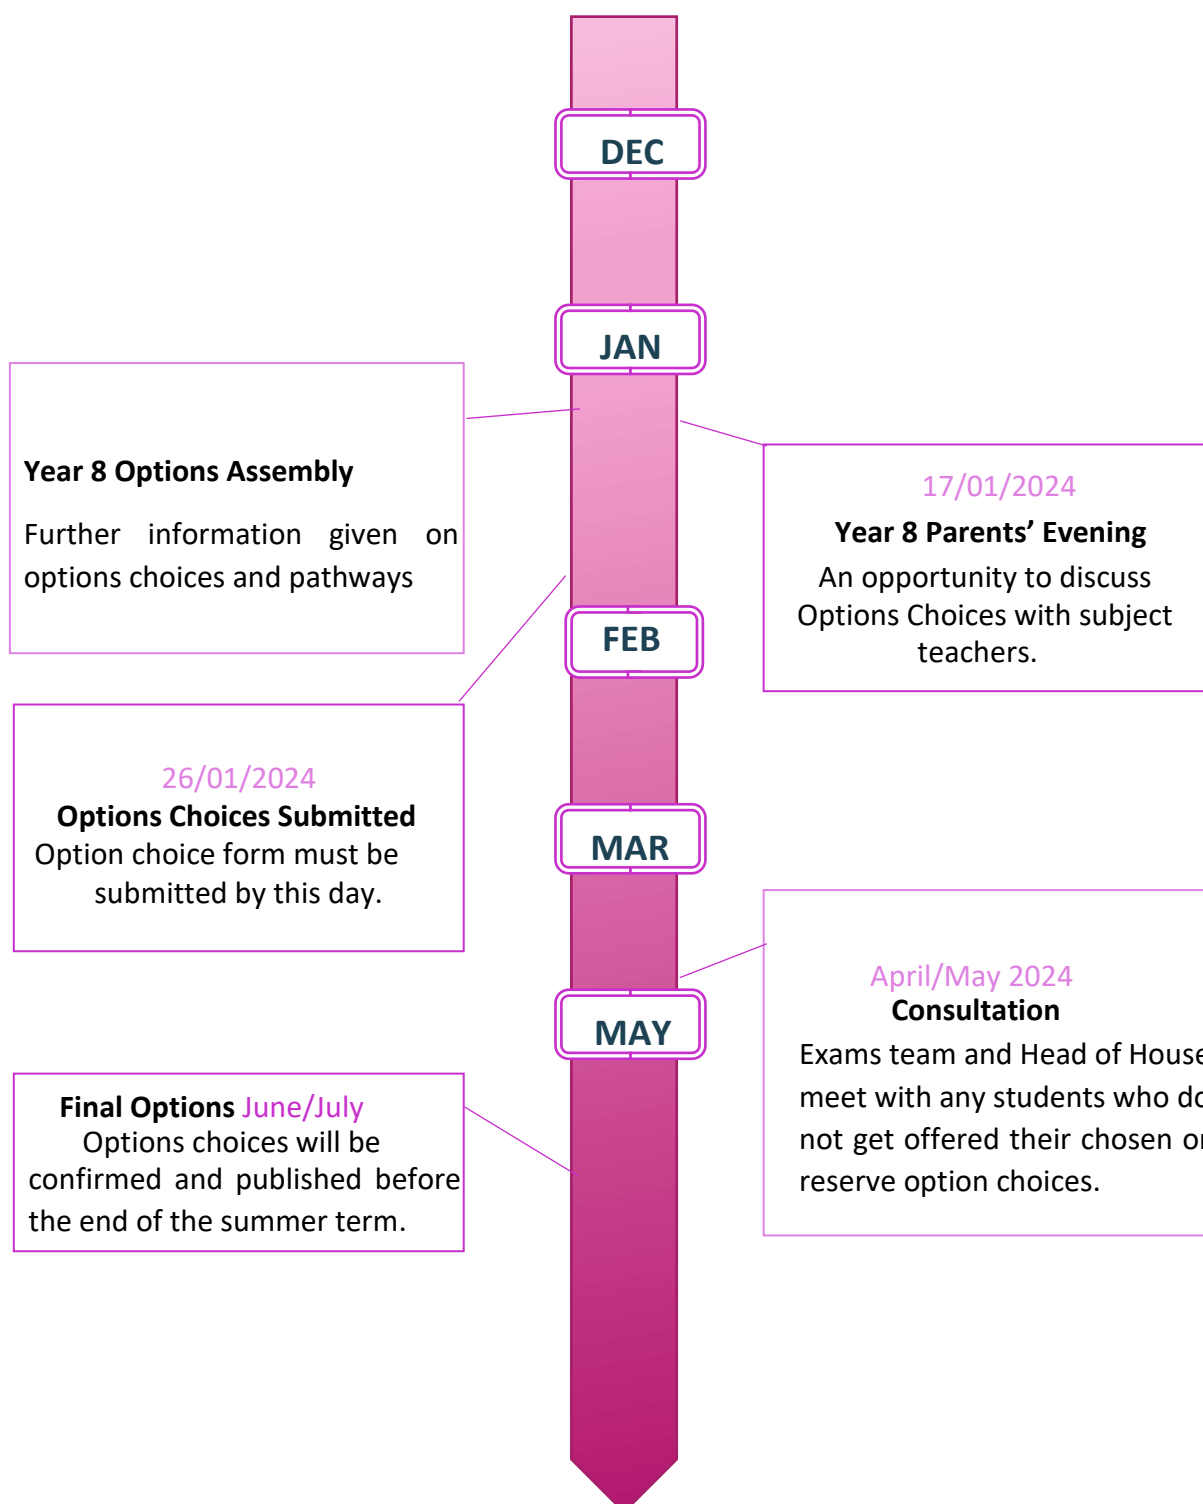 DEC
JAN
Year 8 Options Assembly
Further information given on
options choices and pathways
17/01/2024
Year 8 Parents’ Evening
An opportunity to discuss
Options Choices with subject
teachers.
FEB
26/01/2024
Options Choices Submitted
Option choice form must be
submitted by this day.
MAR
April/May 2024
Consultation
Exams team and Head of House
meet with any students who do
not get offered their chosen or
reserve option choices.
MAY
Final Options June/July
Options choices will be
confirmed and published before
the end of the summer term.